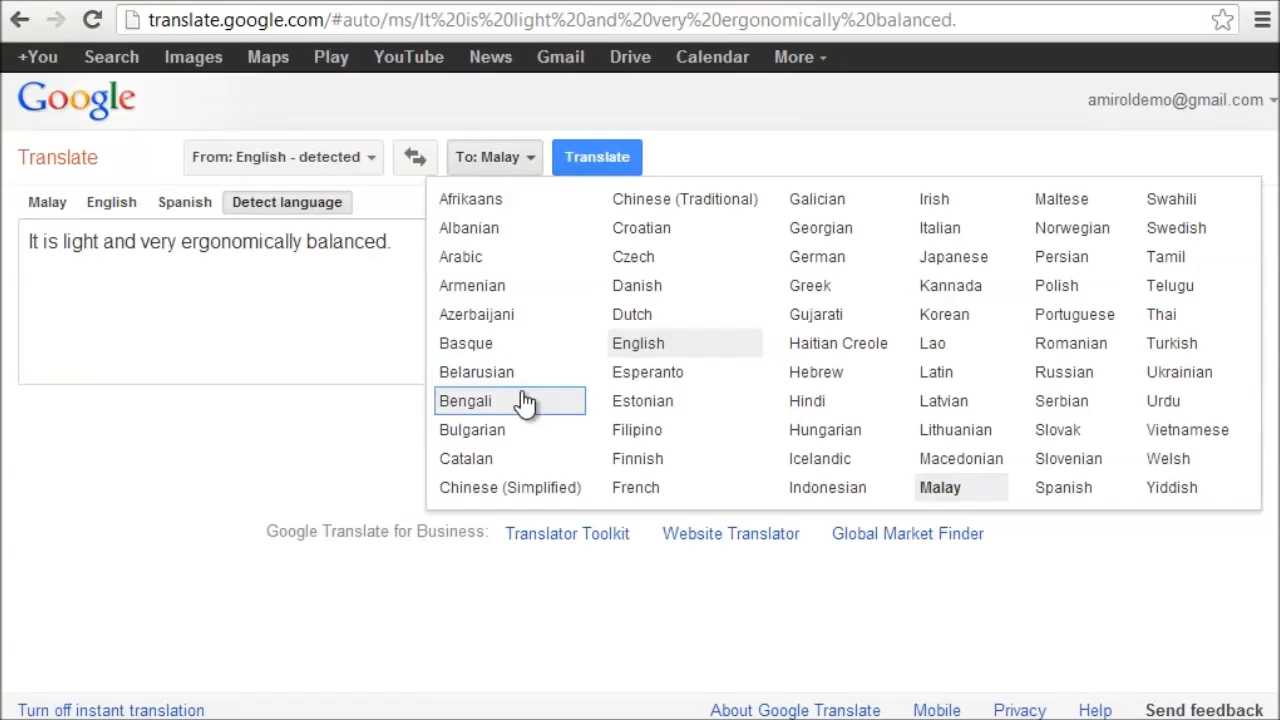 translate.google.com/#auto/ms/It%20is%20light%20and%20very%20ergonomically%20balanced.
+You Search Images Maps Play YouTube News Gmail Drive Calendar More
Google amiroldemo@gmail.com
Translate From: English - detected To: Malay Translate
Malay English Spanish Detect language
It is light and very ergonomically balanced.
Afrikaans Chinese (Traditional) Galician Irish Maltese Swahili
Albanian Croatian Georgian Italian Norwegian Swedish
Arabic Czech German Japanese Persian Tamil
Armenian Danish Greek Kannada Polish Telugu
Azerbaijani Dutch Gujarati Korean Portuguese Thai
Basque English Haitian Creole Lao Romanian Turkish
Belarusian Esperanto Hebrew Latin Russian Ukrainian
Bengali Estonian Hindi Latvian Serbian Urdu
Bulgarian Filipino Hungarian Lithuanian Slovak Vietnamese
Catalan Finnish Icelandic Macedonian Slovenian Welsh
Chinese (Simplified) French Indonesian Malay Spanish Yiddish
Google Translate for Business: Translator Toolkit Website Translator Global Market Finder
Turn off instant translation About Google Translate Mobile Privacy Help Send feedback